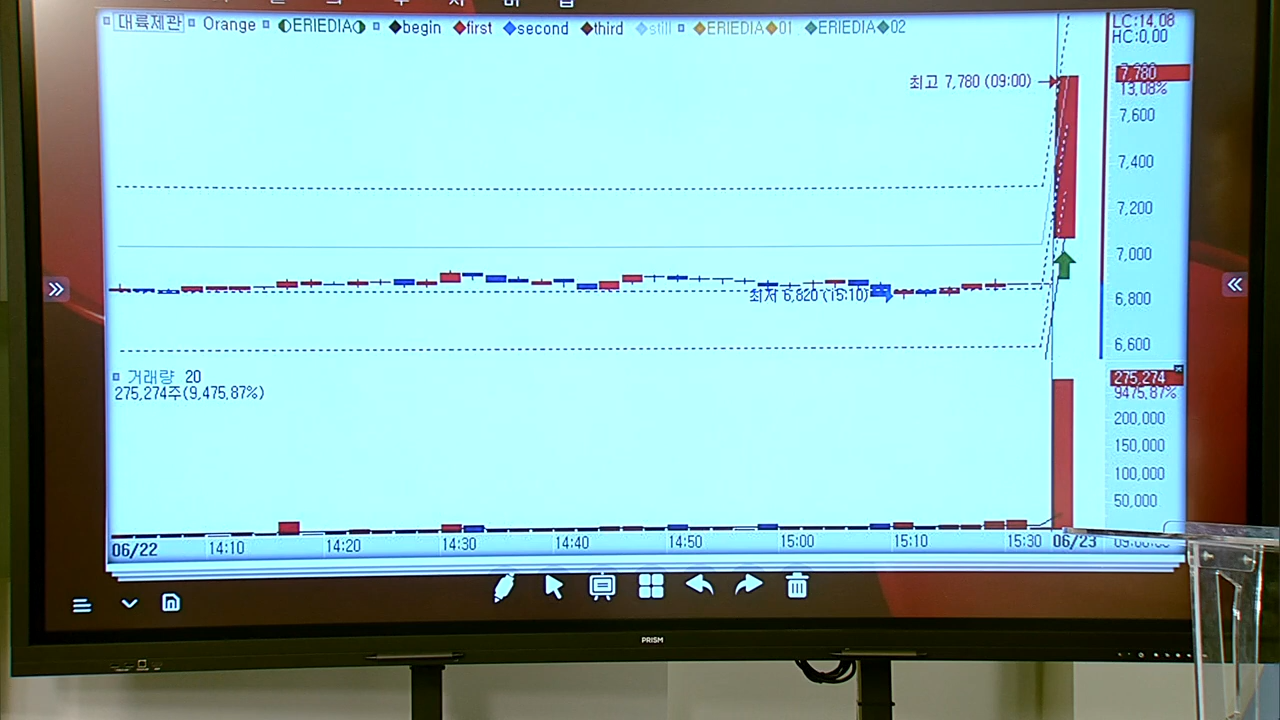 대륙제관 Orange ERIEDIA begin first second third still ERIEDIA 01 ERIEDIA 02
LC:14,08
HC:0,00
최고 7,780 (09:00)
7,780
13,08%
7,600
7,400
7,200
7,000
6,800
6,600
최저 6,820 (15:10)
거래량 20
275,274주(9,475,87%)
275,274
9475,87%
200,000
150,000
100,000
50,000
06/22 14:10 14:20 14:30 14:40 14:50 15:00 15:10 15:30 06/23
PRISM